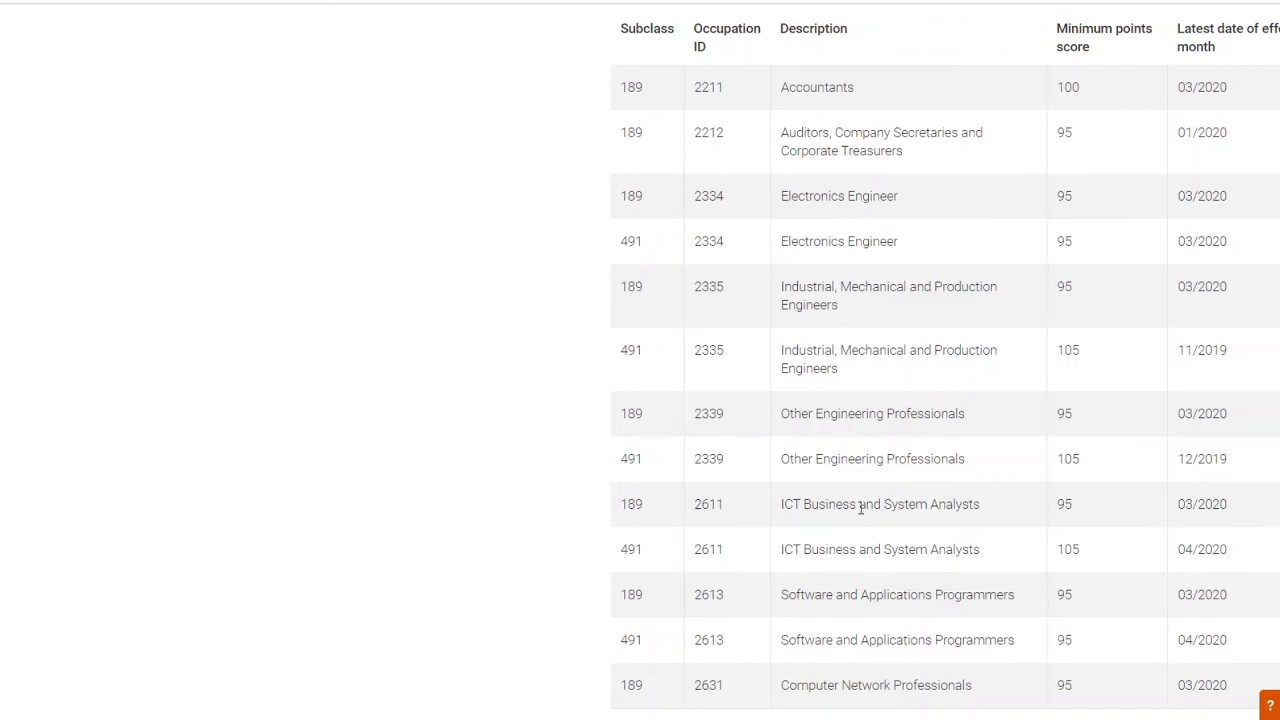 Subclass Occupation ID Description Minimum points score Latest date of effe month
189 2211 Accountants 100 03/2020
189 2212 Auditors, Company Secretaries and Corporate Treasurers 95 01/2020
189 2334 Electronics Engineer 95 03/2020
491 2334 Electronics Engineer 95 03/2020
189 2335 Industrial, Mechanical and Production Engineers 95 03/2020
491 2335 Industrial, Mechanical and Production Engineers 105 11/2019
189 2339 Other Engineering Professionals 95 03/2020
491 2339 Other Engineering Professionals 105 12/2019
189 2611 ICT Business and System Analysts 95 03/2020
491 2611 ICT Business and System Analysts 105 04/2020
189 2613 Software and Applications Programmers 95 03/2020
491 2613 Software and Applications Programmers 95 04/2020
189 2631 Computer Network Professionals 95 03/2020
?